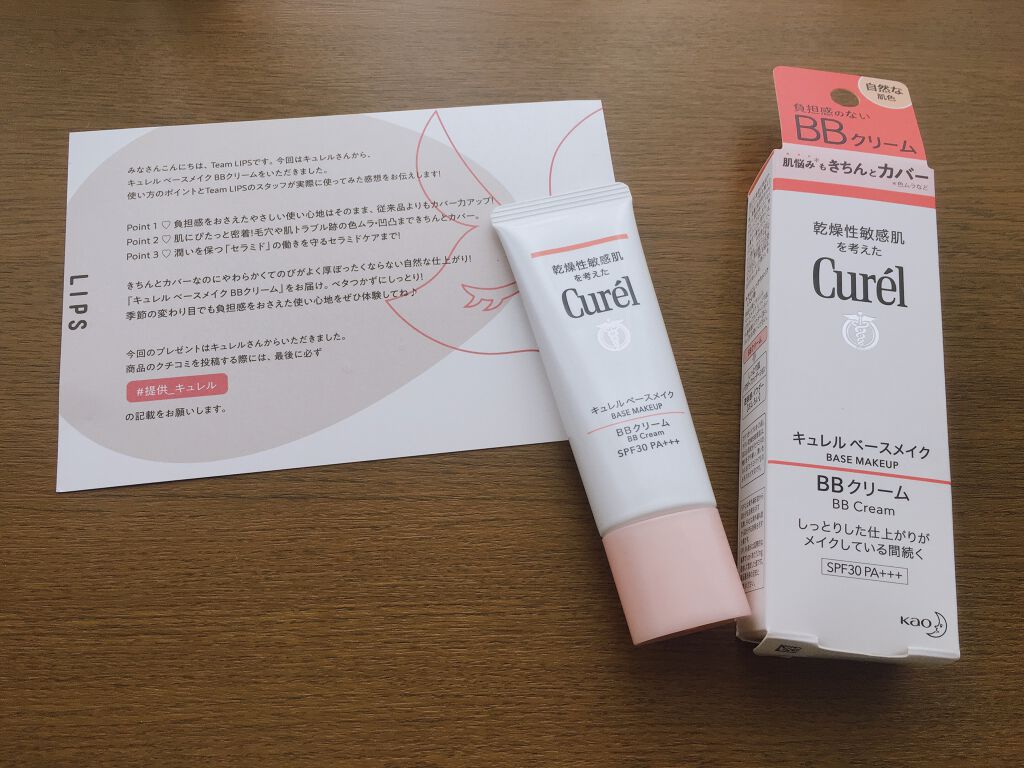 みなさんこんにちは、Team LIPSです。今回はキュレルさんから、
キュレル ベースメイク BBクリームをいただきました。
使い方のポイントとTeam LIPSのスタッフが実際に使ってみた感想をお伝えします!
Point 1 ♡ 負担感をおさえたやさしい使い心地はそのまま、従来品よりもカバー力アップ!
Point 2 ♡ 肌にぴたっと密着!毛穴や肌トラブル跡の色ムラ・凹凸まできちんとカバー。
Point 3 ♡ 潤いを保つ「セラミド」の働きを守るセラミドケアまで!
きちんとカバーなのにやわらかくてのびがよく厚ぼったくならない自然な仕上がり!
『キュレル ベースメイク BBクリーム』をお届け。ベタつかずにしっとり!
季節の変わり目でも負担感をおさえた使い心地をぜひ体験してね♪
今回のプレゼントはキュレルさんからいただきました。
商品のクチコミを投稿する際には、最後に必ず
#提供_キュレル
の記載をお願いします。
LIPS
乾燥性敏感肌
を考えた
Curél
キュレル ベースメイク
BASE MAKEUP
BBクリーム
BB Cream
SPF30 PA+++
自然な
肌色
負担感のない
BBクリーム
肌悩みもきちんとカバー
*色ムラなど
乾燥性敏感肌
を考えた
Curél
キュレル ベースメイク
BASE MAKEUP
BBクリーム
BB Cream
しっとりした仕上がりが
メイクしている間続く
SPF30 PA+++
Kao